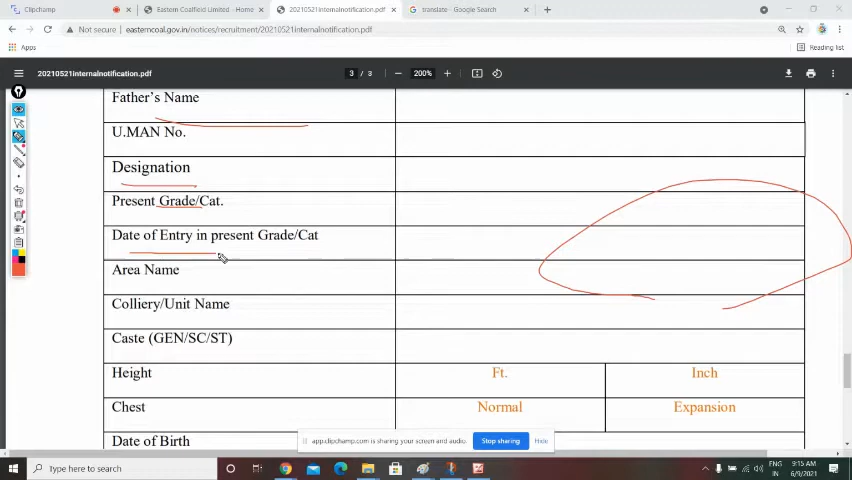 Clipchamp
Eastern Coalfield Limited - Home
20210521internalnotification.pdf
translate - Google Search
Not secure | easterncoal.gov.in/notices/recruitment/20210521internalnotification.pdf
Apps
Reading list
20210521internalnotification.pdf
3 / 3
200%
Father's Name
U.MAN No.
Designation
Present Grade/Cat.
Date of Entry in present Grade/Cat
Area Name
Colliery/Unit Name
Caste (GEN/SC/ST)
Height Ft. Inch
Chest Normal Expansion
Date of Birth
app.clipchamp.com is sharing your screen and audio.
Stop sharing
Hide
Type here to search
ENG
IN
9:15 AM
6/9/2021